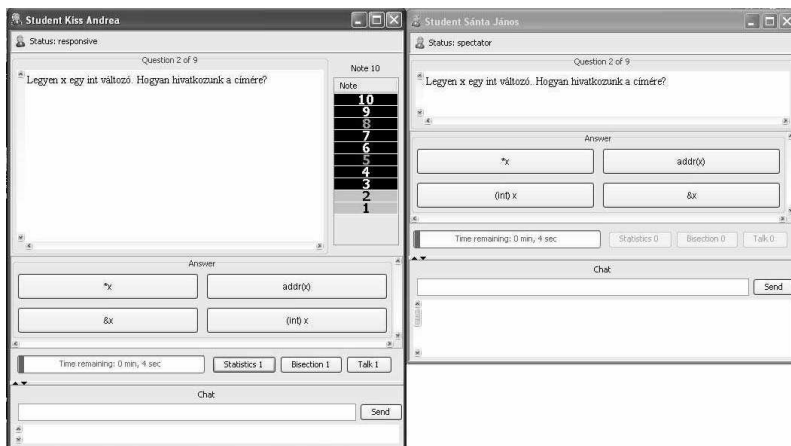 Student Kiss Andrea
Status: responsive
Question 2 of 9
Legyen x egy int változó. Hogyan hivatkozunk a címére?
Note 10
Note
10
9
8
7
6
5
4
3
2
1
Answer
*x
addr(x)
&x
(int) x
Time remaining: 0 min, 4 sec
Statistics 1
Bisection 1
Talk 1
Chat
Send
Student Sánta János
Status: spectator
Question 2 of 9
Legyen x egy int változó. Hogyan hivatkozunk a címére?
Answer
*x
addr(x)
(int) x
&x
Time remaining: 0 min, 4 sec
Statistics 0
Bisection 0
Talk 0
Chat
Send